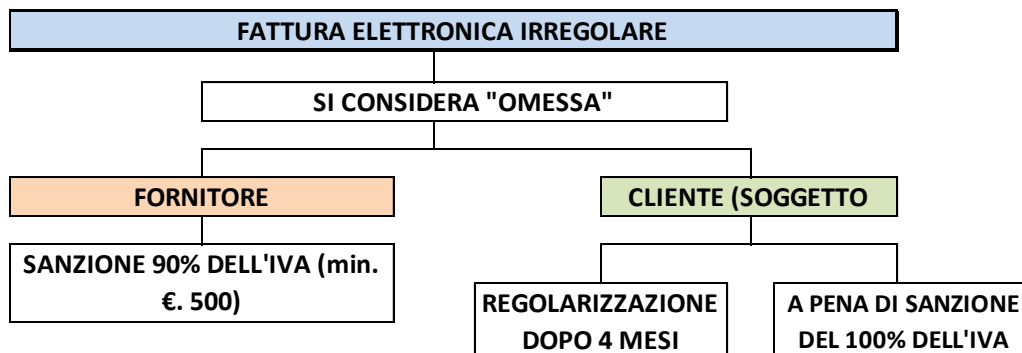 FATTURA ELETTRONICA IRREGOLARE
SI CONSIDERA "OMESSA"
FORNITORE
CLIENTE (SOGGETTO
SANZIONE 90% DELL'IVA (min.
€. 500)
REGOLARIZZAZIONE
DOPO 4 MESI
A PENA DI SANZIONE
DEL 100% DELL'IVA